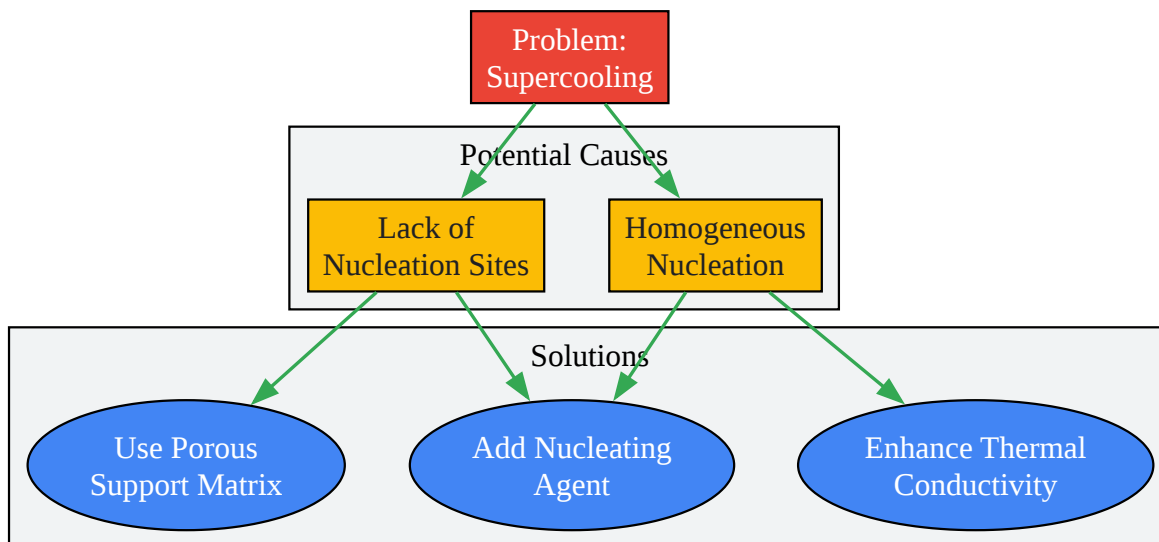 Problem:
Supercooling
Potential Causes
Lack of
Nucleation Sites
Homogeneous
Nucleation
Solutions
Use Porous
Support Matrix
Add Nucleating
Agent
Enhance Thermal
Conductivity